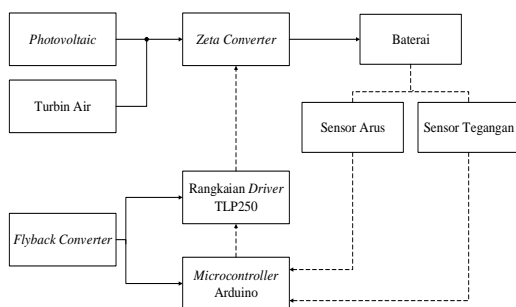 Photovoltaic
Zeta Converter
Baterai
Turbin Air
Sensor Arus
Sensor Tegangan
Rangkaian Driver
TLP250
Flyback Converter
Microcontroller
Arduino